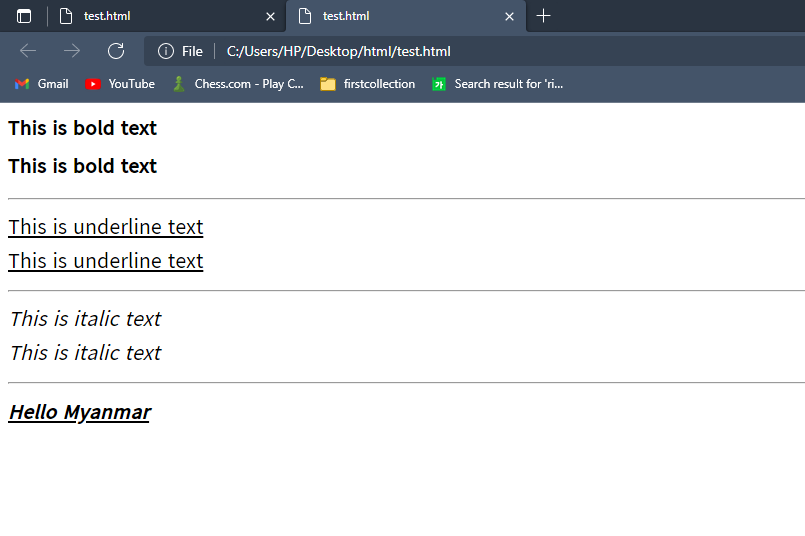 test.html test.html
File C:/Users/HP/Desktop/html/test.html
Gmail YouTube Chess.com - Play C... firstcollection Search result for 'ri...
This is bold text
This is bold text
This is underline text
This is underline text
This is italic text
This is italic text
Hello Myanmar